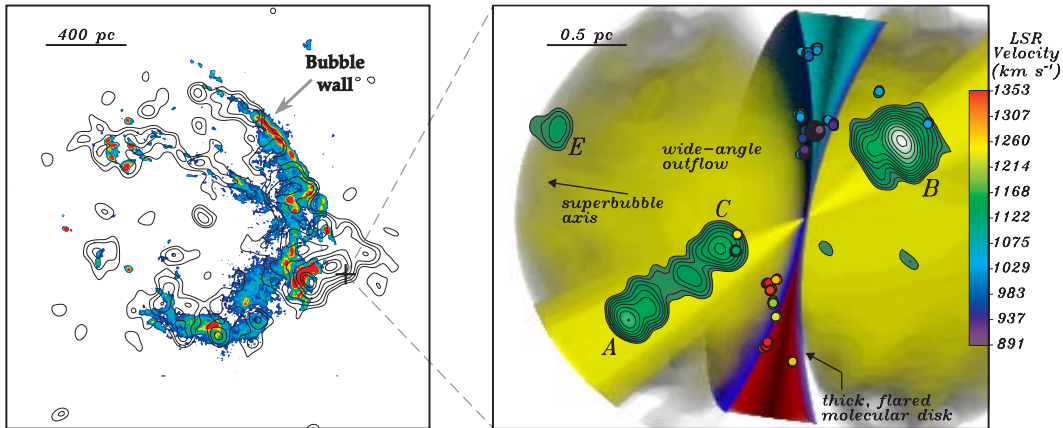 400 pc
Bubble
wall
0.5 pc
E
wide-angle
outflow
superbubble
axis
C
B
A
thick, flared
molecular disk
LSR
Velocity
(km s⁻¹)
1353
1307
1260
1214
1168
1122
1075
1029
983
937
891